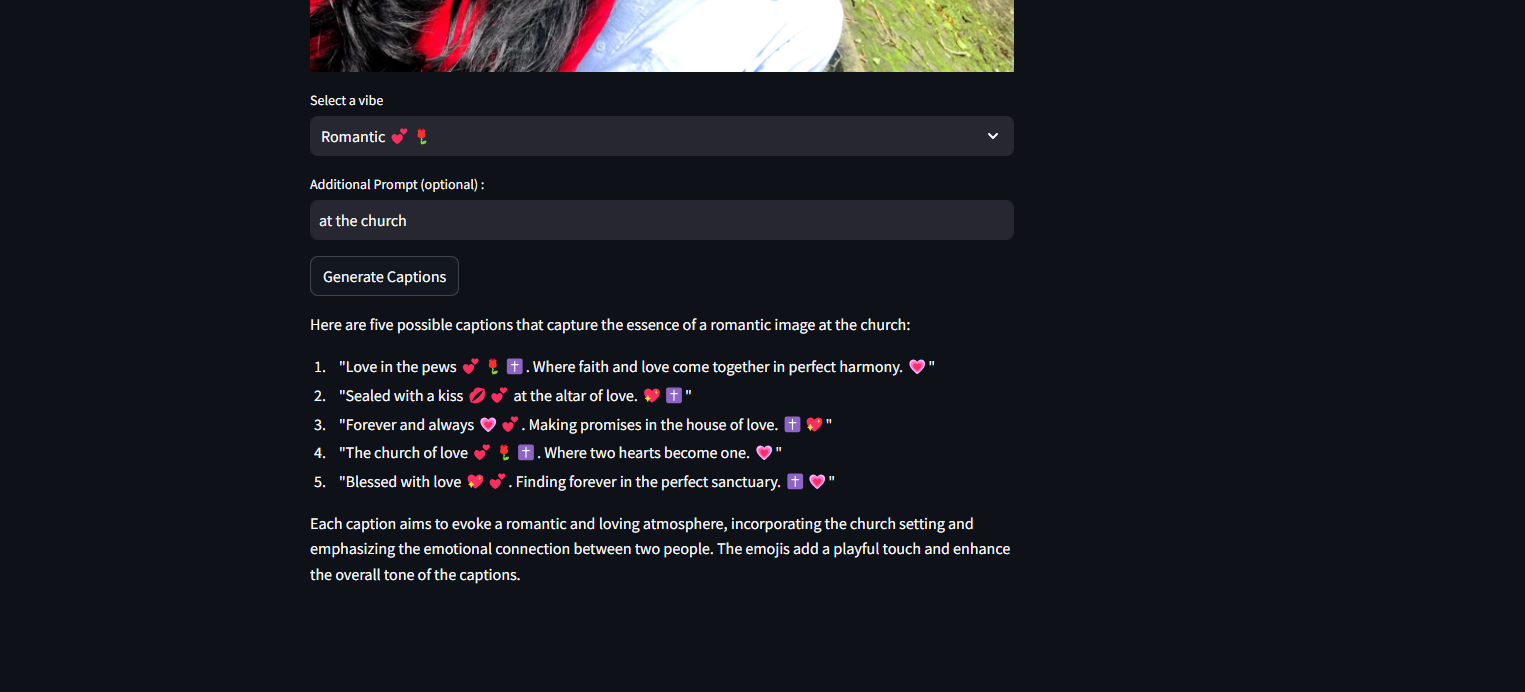 Select a vibe
Romantic 💕 🌷
Additional Prompt (optional) :
at the church
Generate Captions
Here are five possible captions that capture the essence of a romantic image at the church:
1. "Love in the pews 💕 🌷 ✝️ . Where faith and love come together in perfect harmony. 💗 "
2. "Sealed with a kiss 💋 💕 at the altar of love. 💖 ✝️ "
3. "Forever and always 💗 💕 . Making promises in the house of love. ✝️ 💖 "
4. "The church of love 💕 🌷 ✝️ . Where two hearts become one. 💗 "
5. "Blessed with love 💖 💕 . Finding forever in the perfect sanctuary. ✝️ 💗 "
Each caption aims to evoke a romantic and loving atmosphere, incorporating the church setting and
emphasizing the emotional connection between two people. The emojis add a playful touch and enhance
the overall tone of the captions.